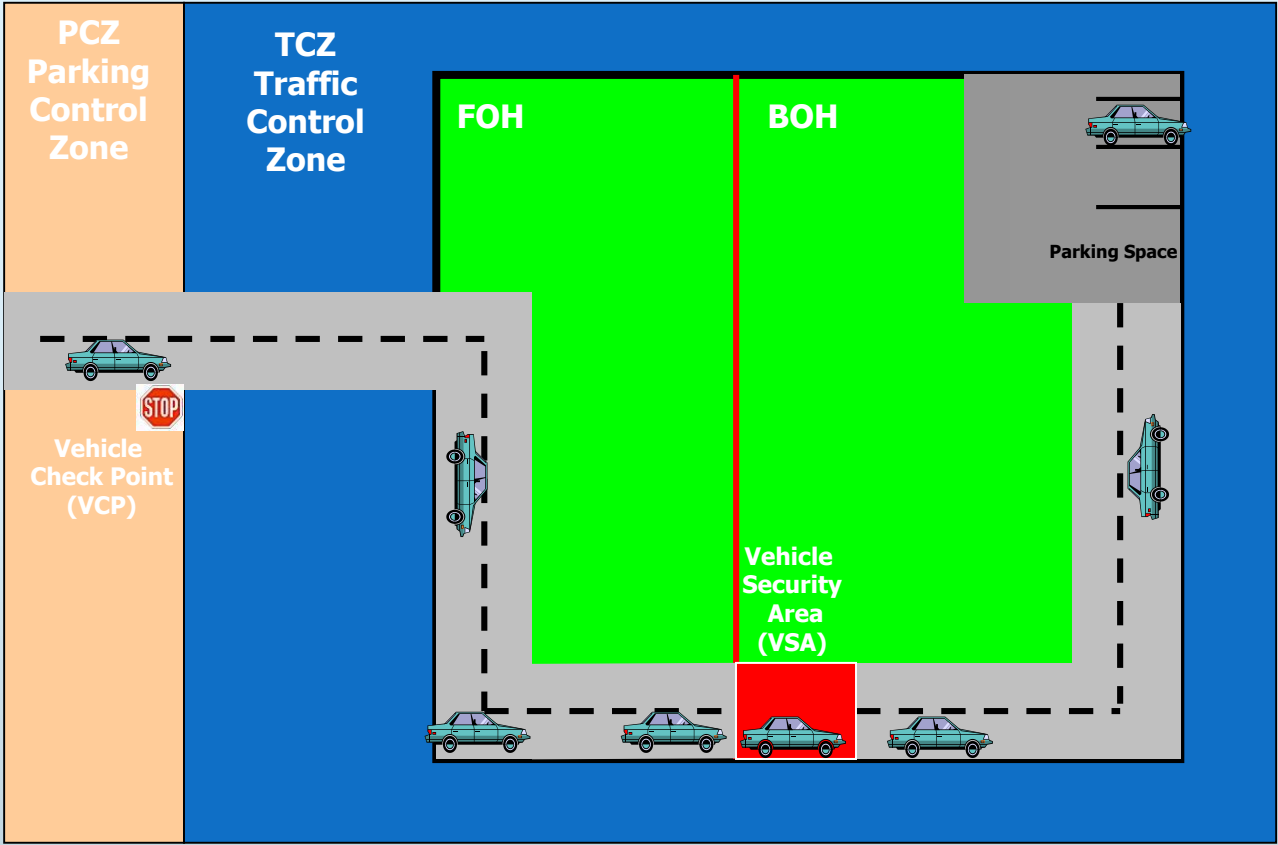 PCZ
Parking
Control
Zone
TCZ
Traffic
Control
Zone
FOH
BOH
Parking Space
STOP
Vehicle
Check Point
(VCP)
Vehicle
Security
Area
(VSA)